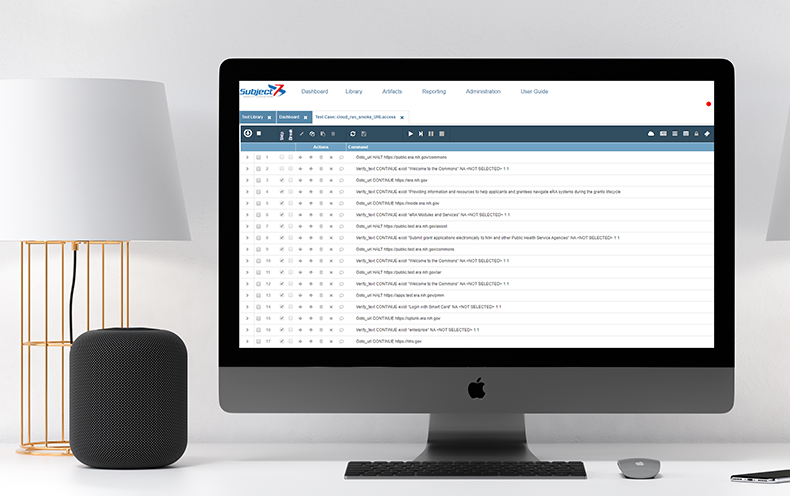 Subject 7
Dashboard Library Artifacts Reporting Administration User Guide
Test Library Dashboard Test Case: cloud_run_smoke_URLaccess
Skip Break
Actions Command
1 Goto_url HALT https://public.era.nih.gov/commons
2 Verify_text CONTINUE exist "Welcome to the Commons" NA <NOT SELECTED> 1 1
3 Goto_url CONTINUE https://era.nih.gov
4 Verify_text CONTINUE exist "Providing information and resources to help applicants and grantees navigate eRA systems during the grants lifecycle
5 Goto_url CONTINUE https://inside.era.nih.gov
6 Verify_text CONTINUE exist "eRA Modules and Services" NA <NOT SELECTED> 1 1
7 Goto_url HALT https://public.test.era.nih.gov/assist
8 Verify_text CONTINUE exist "Submit grant applications electronically to NIH and other Public Health Service Agencies" NA <NOT SELECTED> 1 1
9 Goto_url HALT https://public.test.era.nih.gov/commons
10 Verify_text CONTINUE exist "Welcome to the Commons" NA <NOT SELECTED> 1 1
11 Goto_url HALT https://public.test.era.nih.gov/iar
12 Verify_text CONTINUE exist "Welcome to the Commons" NA <NOT SELECTED> 1 1
13 Goto_url HALT https://apps.test.era.nih.gov/pmm
14 Verify_text CONTINUE exist "Login with Smart Card" NA <NOT SELECTED> 1 1
15 Goto_url CONTINUE https://splunk.era.nih.gov
16 Verify_text CONTINUE exist "enterprise" NA <NOT SELECTED> 1 1
17 Goto_url CONTINUE https://hhs.gov